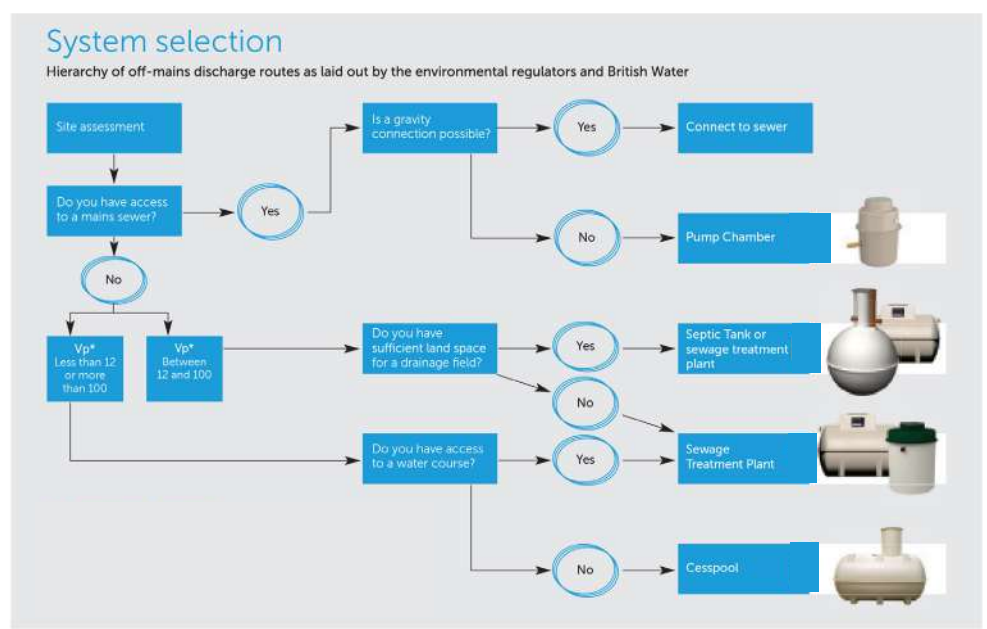 System selection
Hierarchy of off-mains discharge routes as laid out by the environmental regulators and British Water
Site assessment
Is a gravity
connection possible?
Yes
Connect to sewer
Do you have access
to a mains sewer?
Yes
No
Pump Chamber
No
Vp*
Less than 12
or more
than 100
Vp*
Between
12 and 100
Do you have
sufficient land space
for a drainage field?
Yes
Septic Tank or
sewage treatment
plant
No
Do you have access
to a water course?
Yes
Sewage
Treatment Plant
No
Cesspool